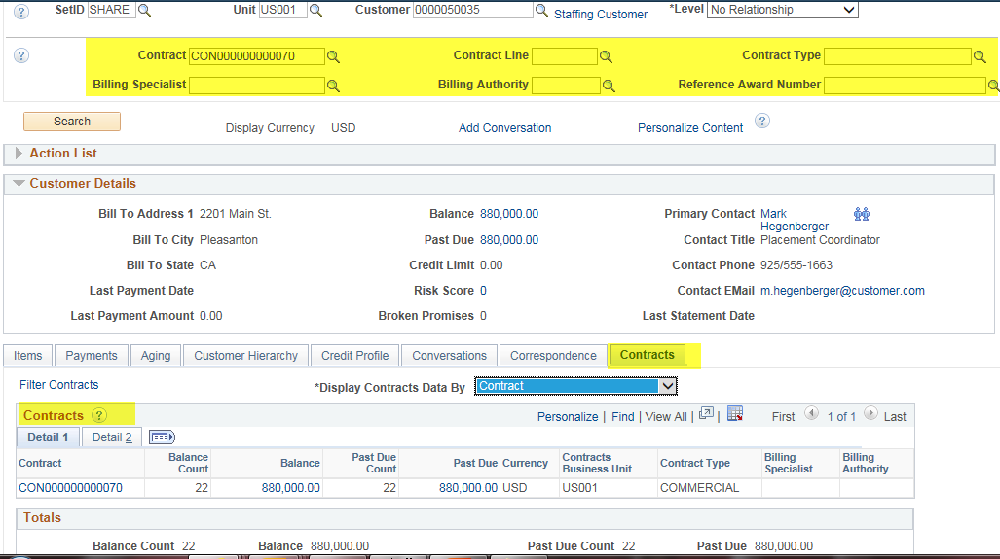 SetID SHARE Unit US001 Customer 0000050035 Staffing Customer *Level No Relationship
Contract CON000000000070 Contract Line Contract Type
Billing Specialist Billing Authority Reference Award Number
Search Display Currency USD Add Conversation Personalize Content
Action List
Customer Details
Bill To Address 1 2201 Main St. Balance 880,000.00 Primary Contact Mark
Hegenberger
Bill To City Pleasanton Past Due 880,000.00 Contact Title Placement Coordinator
Bill To State CA Credit Limit 0.00 Contact Phone 925/555-1663
Last Payment Date Risk Score 0 Contact EMail m.hegenberger@customer.com
Last Payment Amount 0.00 Broken Promises 0 Last Statement Date
Items Payments Aging Customer Hierarchy Credit Profile Conversations Correspondence Contracts
Filter Contracts *Display Contracts Data By Contract
Contracts Personalize | Find | View All | | First 1 of 1 Last
Detail 1 Detail 2
Contract Balance Count Balance Past Due Count Past Due Currency Contracts Business Unit Contract Type Billing Specialist Billing Authority
CON000000000070 22 880,000.00 22 880,000.00 USD US001 COMMERCIAL
Totals
Balance Count 22 Balance 880,000.00 Past Due Count 22 Past Due 880,000.00